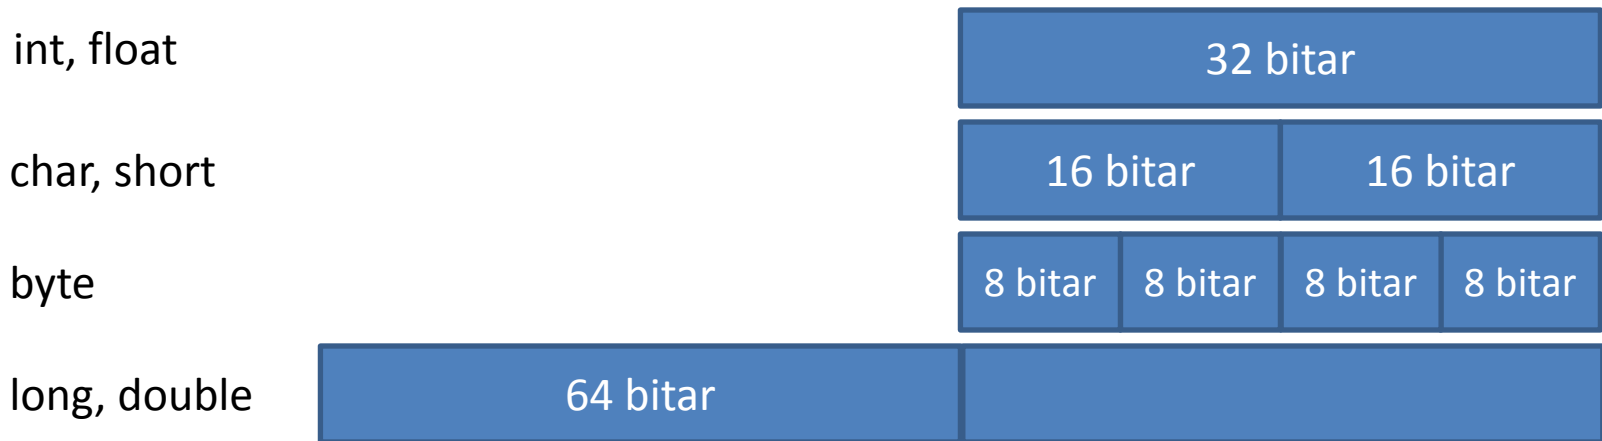 int, float 32 bitar
char, short 16 bitar 16 bitar
byte 8 bitar 8 bitar 8 bitar 8 bitar
long, double 64 bitar